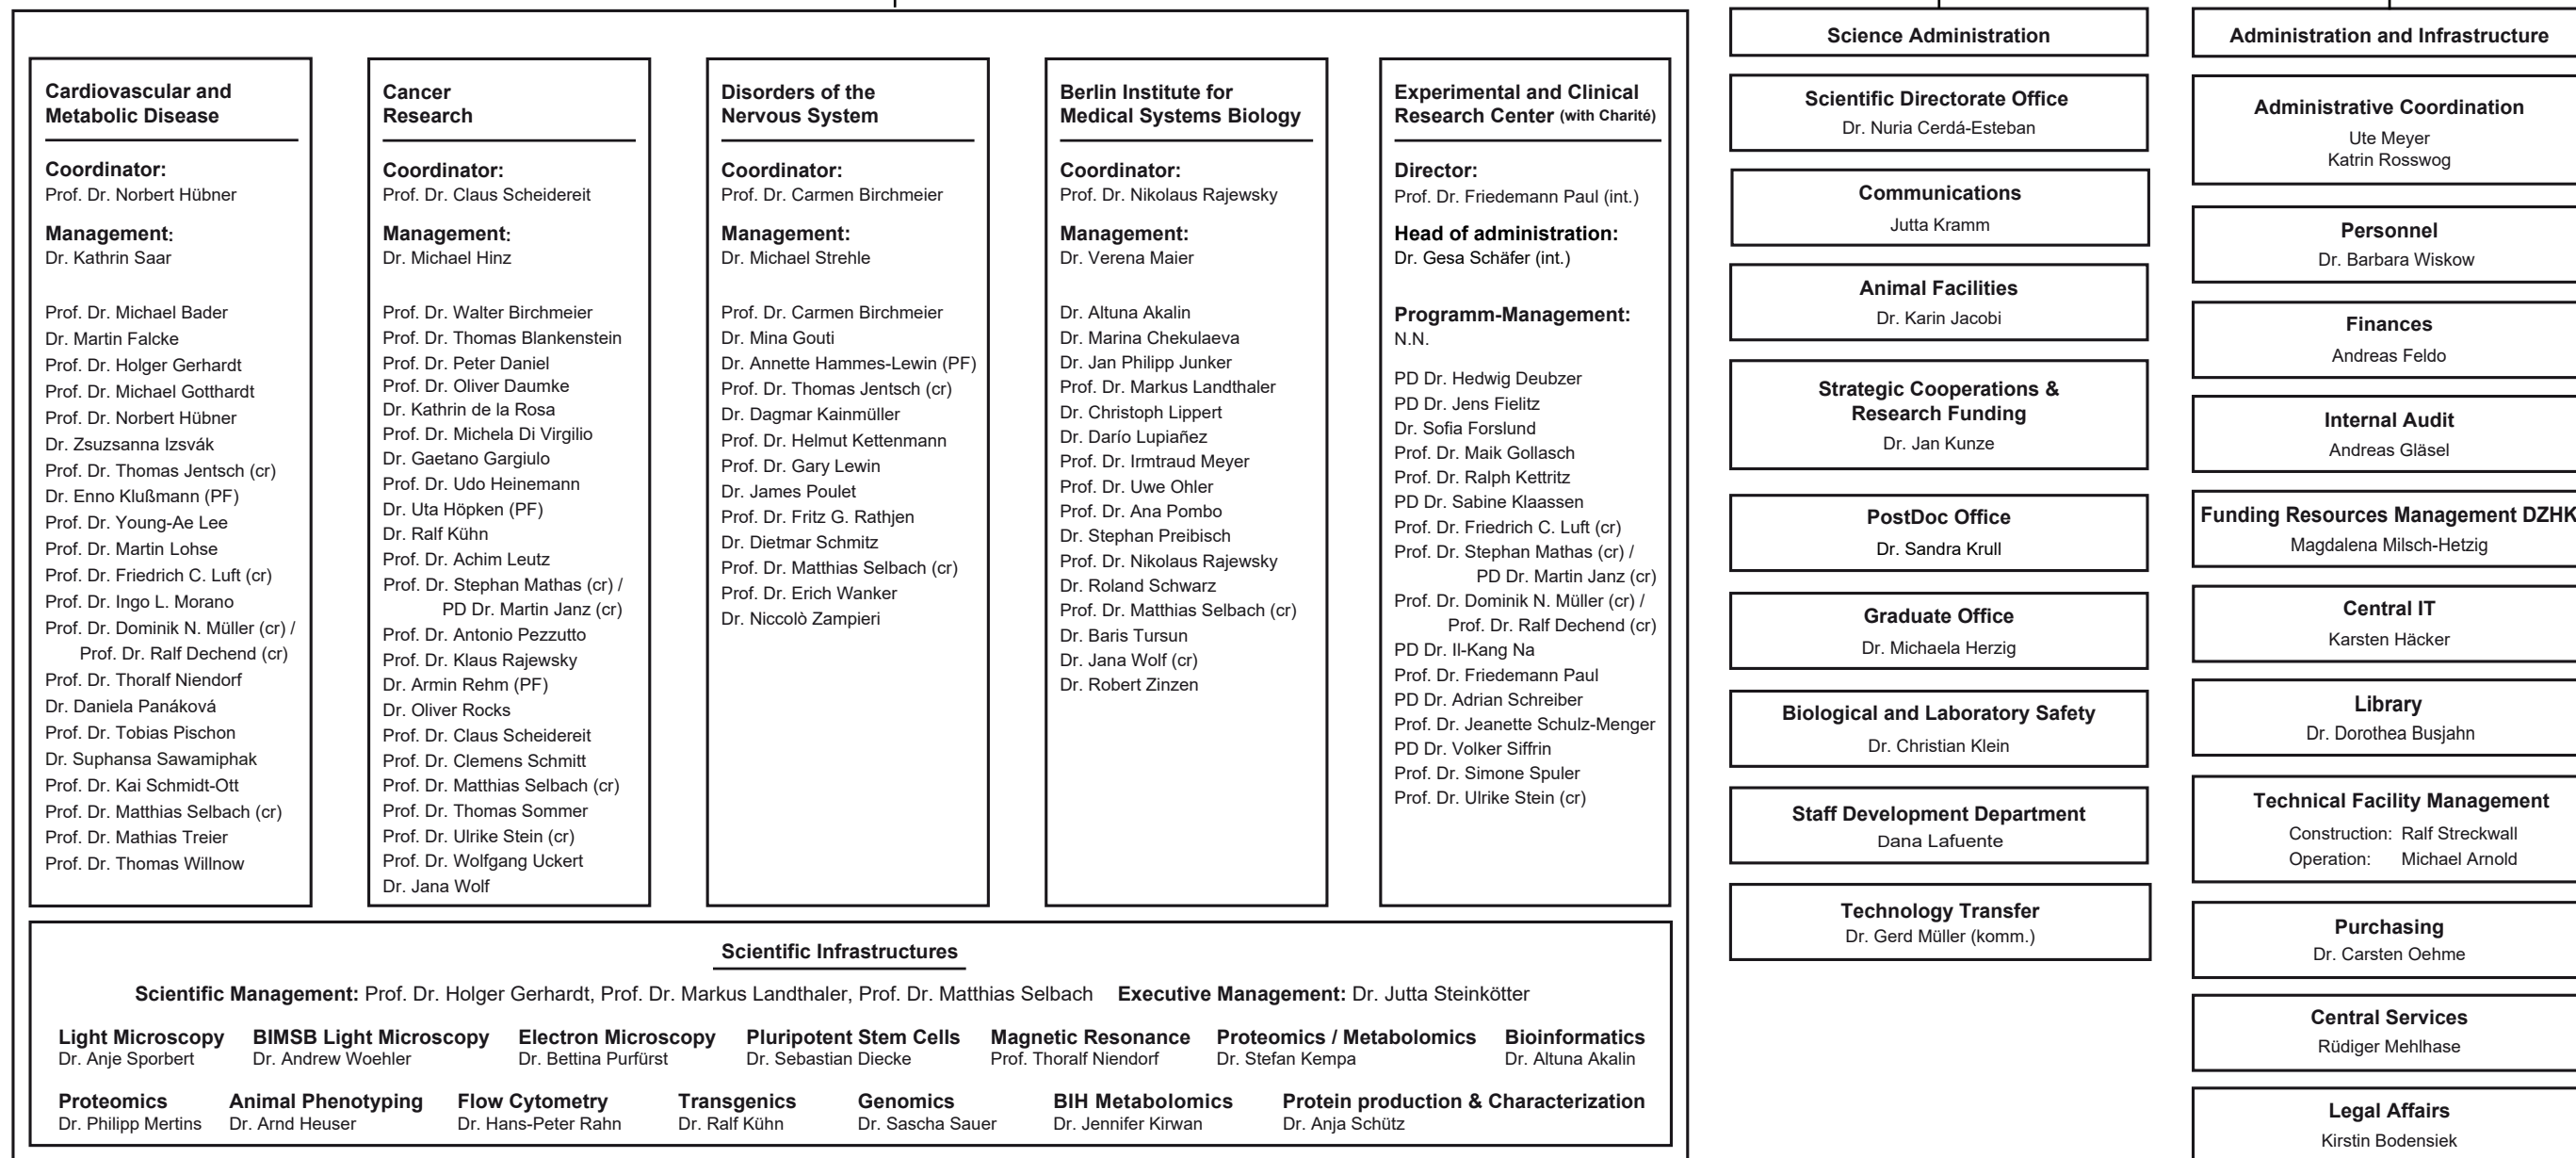 Cardiovascular and
Metabolic Disease
Coordinator:
Prof. Dr. Norbert Hübner
Management:
Dr. Kathrin Saar
Prof. Dr. Michael Bader
Dr. Martin Falcke
Prof. Dr. Holger Gerhardt
Prof. Dr. Michael Gotthardt
Prof. Dr. Norbert Hübner
Dr. Zsuzsanna Izsvák
Prof. Dr. Thomas Jentsch (cr)
Dr. Enno Klußmann (PF)
Prof. Dr. Young-Ae Lee
Prof. Dr. Martin Lohse
Prof. Dr. Friedrich C. Luft (cr)
Prof. Dr. Ingo L. Morano
Prof. Dr. Dominik N. Müller (cr) /
Prof. Dr. Ralf Dechend (cr)
Prof. Dr. Thoralf Niendorf
Dr. Daniela Panáková
Prof. Dr. Tobias Pischon
Dr. Suphansa Sawamiphak
Prof. Dr. Kai Schmidt-Ott
Prof. Dr. Matthias Selbach (cr)
Prof. Dr. Mathias Treier
Prof. Dr. Thomas Willnow
Cancer
Research
Coordinator:
Prof. Dr. Claus Scheidereit
Management:
Dr. Michael Hinz
Prof. Dr. Walter Birchmeier
Prof. Dr. Thomas Blankenstein
Prof. Dr. Peter Daniel
Prof. Dr. Oliver Daumke
Dr. Kathrin de la Rosa
Prof. Dr. Michela Di Virgilio
Dr. Gaetano Gargiulo
Prof. Dr. Udo Heinemann
Dr. Uta Höpken (PF)
Dr. Ralf Kühn
Prof. Dr. Achim Leutz
Prof. Dr. Stephan Mathas (cr) /
PD Dr. Martin Janz (cr)
Prof. Dr. Antonio Pezzutto
Prof. Dr. Klaus Rajewsky
Dr. Armin Rehm (PF)
Dr. Oliver Rocks
Prof. Dr. Claus Scheidereit
Prof. Dr. Clemens Schmitt
Prof. Dr. Matthias Selbach (cr)
Prof. Dr. Thomas Sommer
Prof. Dr. Ulrike Stein (cr)
Prof. Dr. Wolfgang Uckert
Dr. Jana Wolf
Disorders of the
Nervous System
Coordinator:
Prof. Dr. Carmen Birchmeier
Management:
Dr. Michael Strehle
Prof. Dr. Carmen Birchmeier
Dr. Mina Gouti
Dr. Annette Hammes-Lewin (PF)
Prof. Dr. Thomas Jentsch (cr)
Dr. Dagmar Kainmüller
Prof. Dr. Helmut Kettenmann
Prof. Dr. Gary Lewin
Dr. James Poulet
Prof. Dr. Fritz G. Rathjen
Dr. Dietmar Schmitz
Prof. Dr. Matthias Selbach (cr)
Prof. Dr. Erich Wanker
Dr. Niccolò Zampieri
Berlin Institute for
Medical Systems Biology
Coordinator:
Prof. Dr. Nikolaus Rajewsky
Management:
Dr. Verena Maier
Dr. Altuna Akalin
Dr. Marina Chekulaeva
Dr. Jan Philipp Junker
Prof. Dr. Markus Landthaler
Dr. Christoph Lippert
Dr. Darío Lupiañez
Prof. Dr. Irmtraud Meyer
Prof. Dr. Uwe Ohler
Prof. Dr. Ana Pombo
Dr. Stephan Preibisch
Prof. Dr. Nikolaus Rajewsky
Dr. Roland Schwarz
Prof. Dr. Matthias Selbach (cr)
Dr. Baris Tursun
Dr. Jana Wolf (cr)
Dr. Robert Zinzen
Experimental and Clinical
Research Center (with Charité)
Director:
Prof. Dr. Friedemann Paul (int.)
Head of administration:
Dr. Gesa Schäfer (int.)
Programm-Management:
N.N.
PD Dr. Hedwig Deubzer
PD Dr. Jens Fielitz
Dr. Sofia Forslund
Prof. Dr. Maik Gollasch
Prof. Dr. Ralph Kettritz
PD Dr. Sabine Klaassen
Prof. Dr. Friedrich C. Luft (cr)
Prof. Dr. Stephan Mathas (cr) /
PD Dr. Martin Janz (cr)
Prof. Dr. Dominik N. Müller (cr) /
Prof. Dr. Ralf Dechend (cr)
PD Dr. Il-Kang Na
Prof. Dr. Friedemann Paul
PD Dr. Adrian Schreiber
Prof. Dr. Jeanette Schulz-Menger
PD Dr. Volker Siffrin
Prof. Dr. Simone Spuler
Prof. Dr. Ulrike Stein (cr)
Scientific Infrastructures
Scientific Management: Prof. Dr. Holger Gerhardt, Prof. Dr. Markus Landthaler, Prof. Dr. Matthias Selbach Executive Management: Dr. Jutta Steinkötter
Light Microscopy BIMSB Light Microscopy Electron Microscopy Pluripotent Stem Cells Magnetic Resonance Proteomics / Metabolomics Bioinformatics
Dr. Anje Sporbert Dr. Andrew Woehler Dr. Bettina Purfürst Dr. Sebastian Diecke Prof. Thoralf Niendorf Dr. Stefan Kempa Dr. Altuna Akalin
Proteomics Animal Phenotyping Flow Cytometry Transgenics Genomics BIH Metabolomics Protein production & Characterization
Dr. Philipp Mertins Dr. Arnd Heuser Dr. Hans-Peter Rahn Dr. Ralf Kühn Dr. Sascha Sauer Dr. Jennifer Kirwan Dr. Anja Schütz
Science Administration
Scientific Directorate Office
Dr. Nuria Cerdá-Esteban
Communications
Jutta Kramm
Animal Facilities
Dr. Karin Jacobi
Strategic Cooperations &
Research Funding
Dr. Jan Kunze
PostDoc Office
Dr. Sandra Krull
Graduate Office
Dr. Michaela Herzig
Biological and Laboratory Safety
Dr. Christian Klein
Staff Development Department
Dana Lafuente
Technology Transfer
Dr. Gerd Müller (komm.)
Administration and Infrastructure
Administrative Coordination
Ute Meyer
Katrin Rosswog
Personnel
Dr. Barbara Wiskow
Finances
Andreas Feldo
Internal Audit
Andreas Gläsel
Funding Resources Management DZHK
Magdalena Milsch-Hetzig
Central IT
Karsten Häcker
Library
Dr. Dorothea Busjahn
Technical Facility Management
Construction: Ralf Streckwall
Operation: Michael Arnold
Purchasing
Dr. Carsten Oehme
Central Services
Rüdiger Mehlhase
Legal Affairs
Kirstin Bodensiek